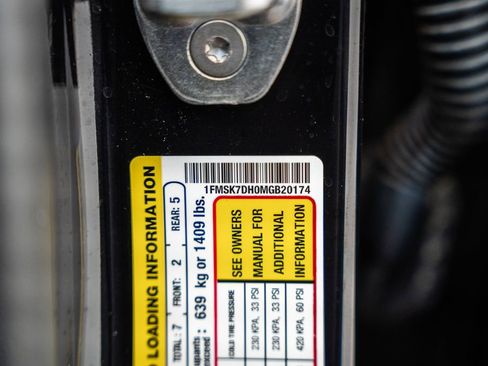 1FMSK7DH0MGB20174
LOADING INFORMATION
TOTAL: 7 FRONT: 2 REAR: 5
exceed: 639 kg or 1409 lbs.
SEE OWNERS
MANUAL FOR
ADDITIONAL
INFORMATION
COLD TIRE PRESSURE
230 KPA, 33 PSI
230 KPA, 33 PSI
420 KPA, 60 PSI